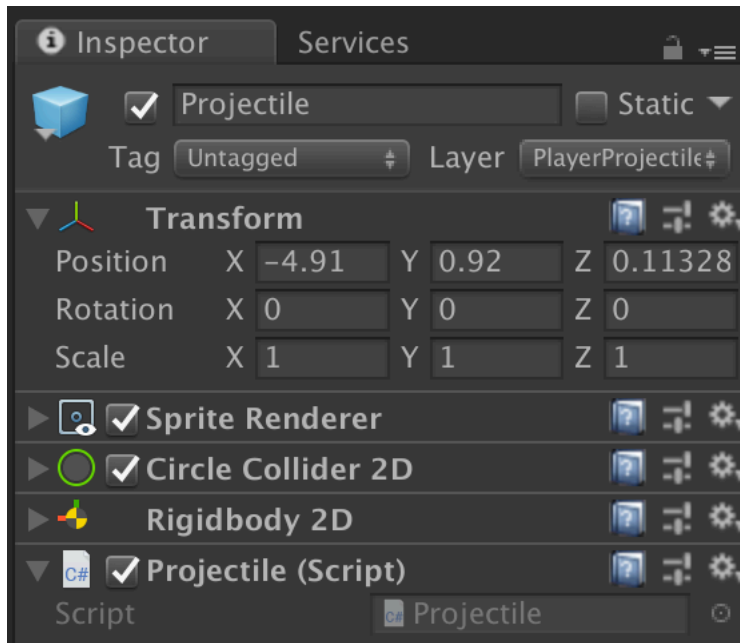 Inspector Services
Projectile Static
Tag Untagged Layer PlayerProjectile
Transform
Position X -4.91 Y 0.92 Z 0.11328
Rotation X 0 Y 0 Z 0
Scale X 1 Y 1 Z 1
Sprite Renderer
Circle Collider 2D
Rigidbody 2D
C# Projectile (Script)
Script C# Projectile